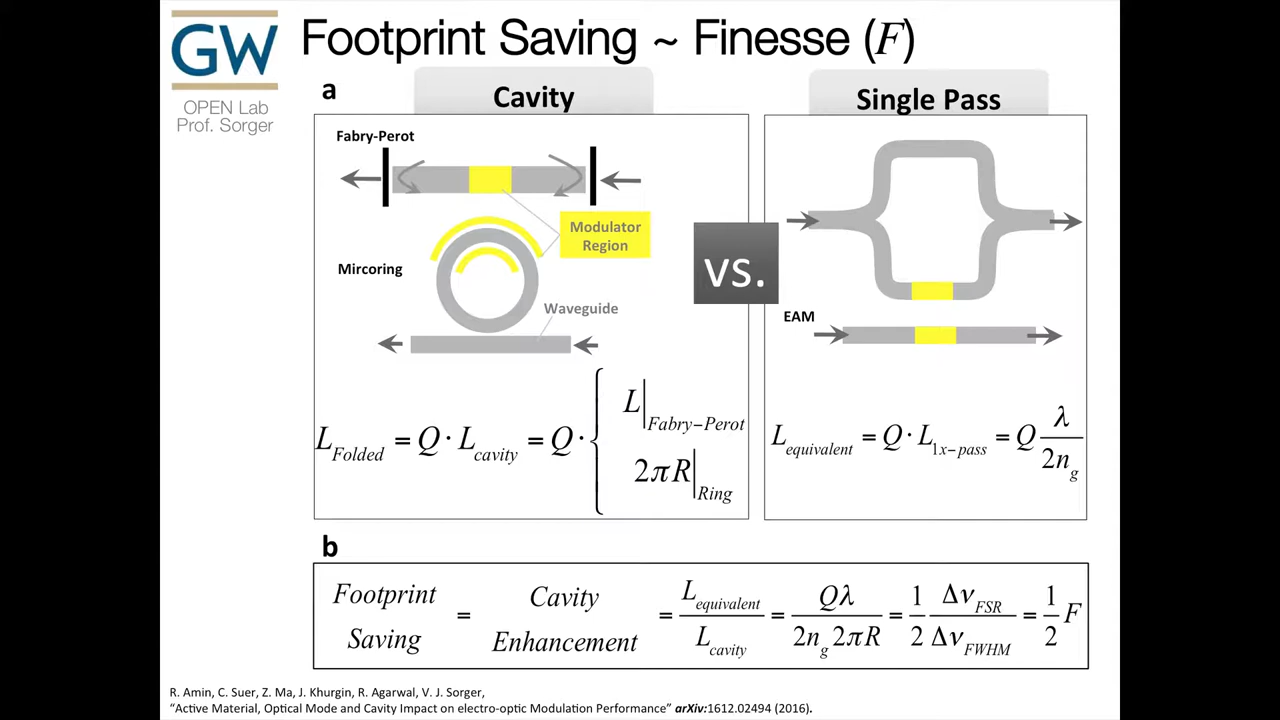 GW
OPEN Lab
Prof. Sorger
Footprint Saving ~ Finesse (F)
a
Cavity
Fabry-Perot
Modulator
Region
Mircoring
Waveguide
L_Folded = Q · L_cavity = Q · { L|_Fabry−Perot
2πR|_Ring
vs.
Single Pass
EAM
L_equivalent = Q · L_1x−pass = Q λ / 2n_g
b
Footprint Saving = Cavity Enhancement = L_equivalent / L_cavity = Qλ / 2n_g 2πR = 1/2 Δν_FSR / Δν_FWHM = 1/2 F
R. Amin, C. Suer, Z. Ma, J. Khurgin, R. Agarwal, V. J. Sorger,
“Active Material, Optical Mode and Cavity Impact on electro-optic Modulation Performance” arXiv:1612.02494 (2016).